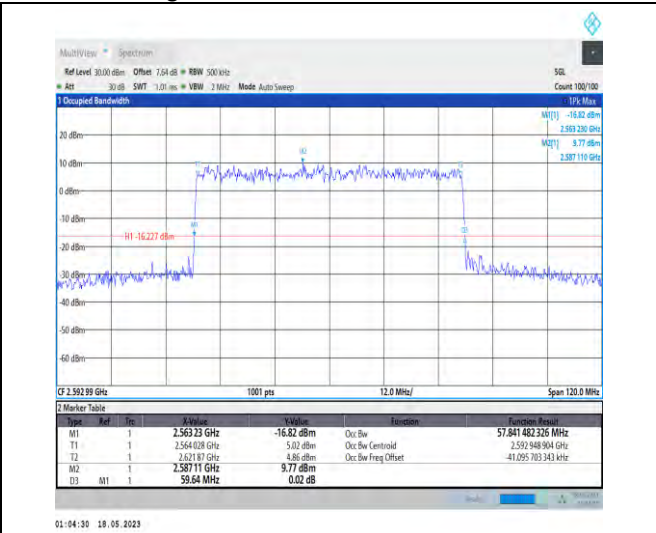 MultiView Spectrum
Ref Level 30.00 dBm Offset 7.64 dB RBW 500 kHz SGL
Att 30 dB SWT 1.01 ms VBW 2 MHz Mode Auto Sweep Count 100/100
1 Occupied Bandwidth 1Pk Max
M1[1] -16.82 dBm
2.563 230 GHz
M2[1] 9.77 dBm
2.587 110 GHz
20 dBm
M2
10 dBm
0 dBm
-10 dBm
M1
H1 -16.227 dBm
D3
-20 dBm
-30 dBm
-40 dBm
-50 dBm
-60 dBm
CF 2.592 99 GHz 1001 pts 12.0 MHz/ Span 120.0 MHz
2 Marker Table
Type Ref Trc X-Value Y-Value Function Function Result
M1 1 2.563 23 GHz -16.82 dBm Occ Bw 57.841 482 326 MHz
T1 1 2.564 028 GHz 5.02 dBm Occ Bw Centroid 2.592 948 904 GHz
T2 1 2.621 87 GHz 4.86 dBm Occ Bw Freq Offset -41.095 703 343 kHz
M2 1 2.587 11 GHz 9.77 dBm
D3 M1 1 59.64 MHz 0.02 dB
01:04:30 18.05.2023